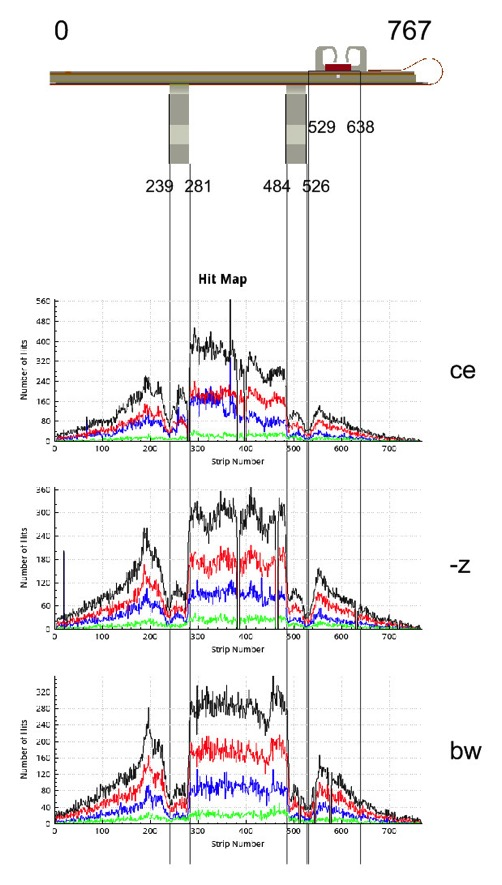 0 767
529 638
239 281 484 526
Hit Map
560
480
400
320
240
160
80
0
Number of Hits
0 100 200 300 400 500 600 700
Strip Number
ce
360
300
240
180
120
60
0
Number of Hits
0 100 200 300 400 500 600 700
Strip Number
-z
320
280
240
200
160
120
80
40
0
Number of Hits
0 100 200 300 400 500 600 700
Strip Number
bw